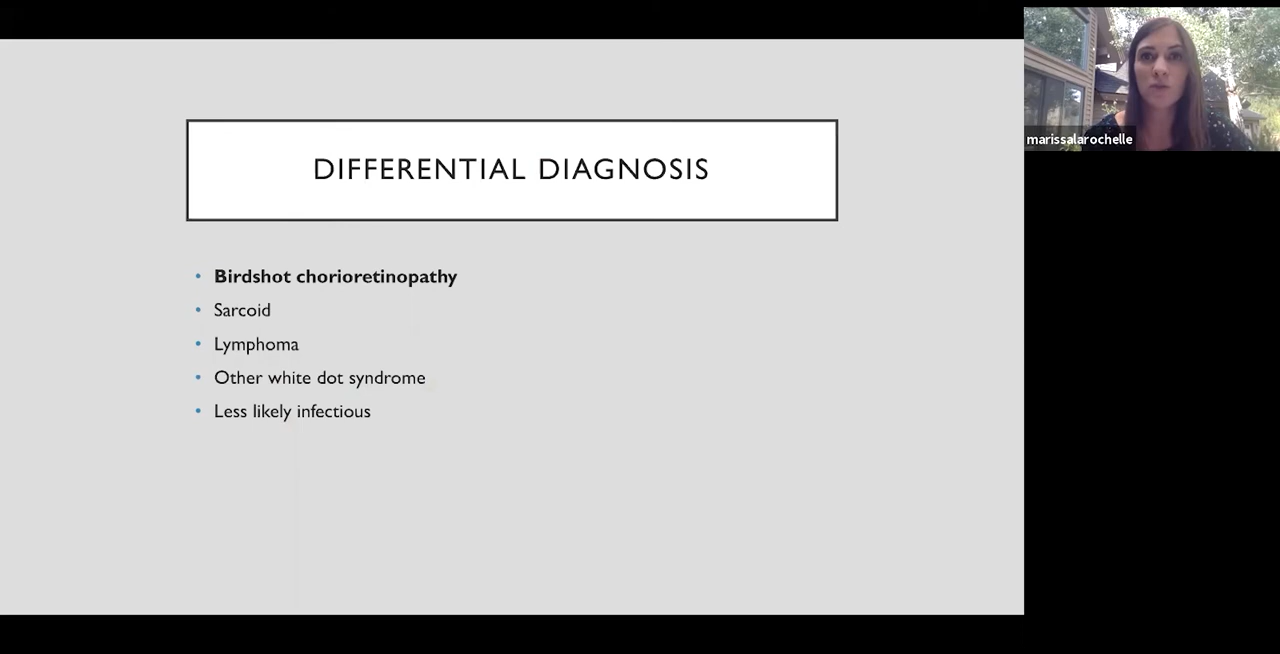 DIFFERENTIAL DIAGNOSIS
• Birdshot chorioretinopathy
• Sarcoid
• Lymphoma
• Other white dot syndrome
• Less likely infectious
marissalarochelle